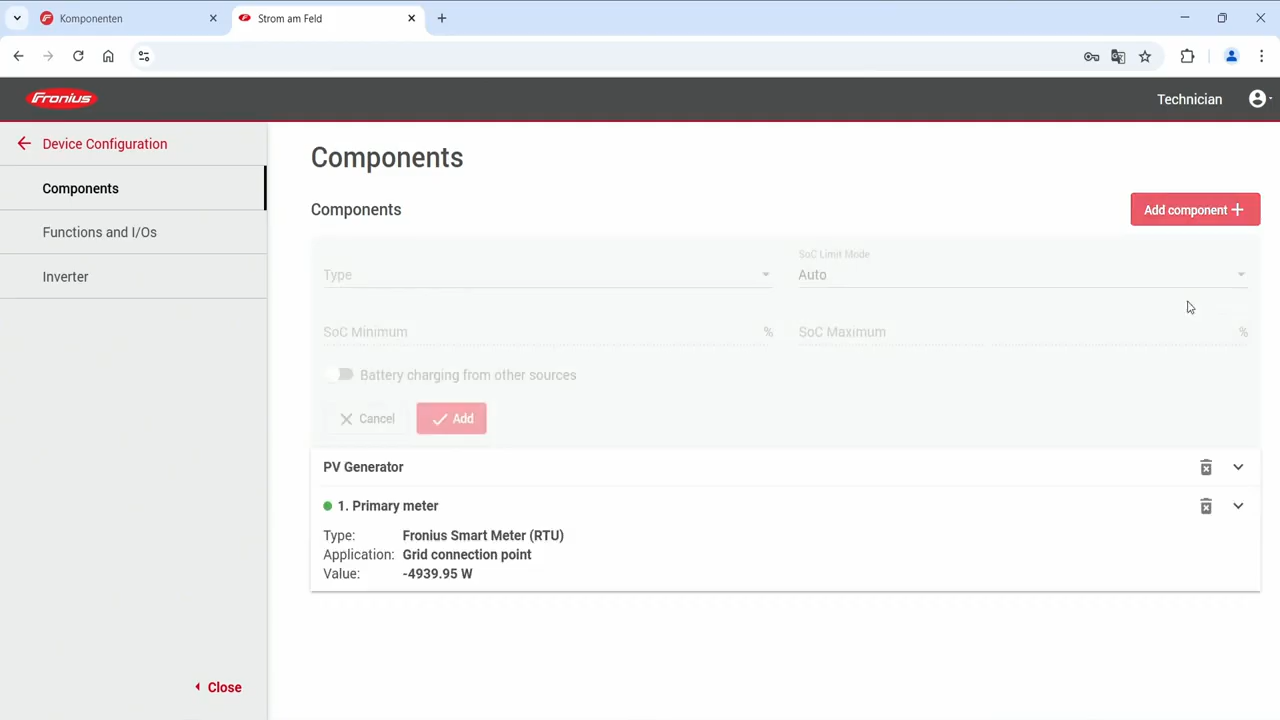 Komponenten
Strom am Feld
Fronius
Technician
Device Configuration
Components
Functions and I/Os
Inverter
Close
Components
Components
Add component
Type
SoC Limit Mode
Auto
SoC Minimum %
SoC Maximum %
Battery charging from other sources
Cancel
Add
PV Generator
1. Primary meter
Type: Fronius Smart Meter (RTU)
Application: Grid connection point
Value: -4939.95 W